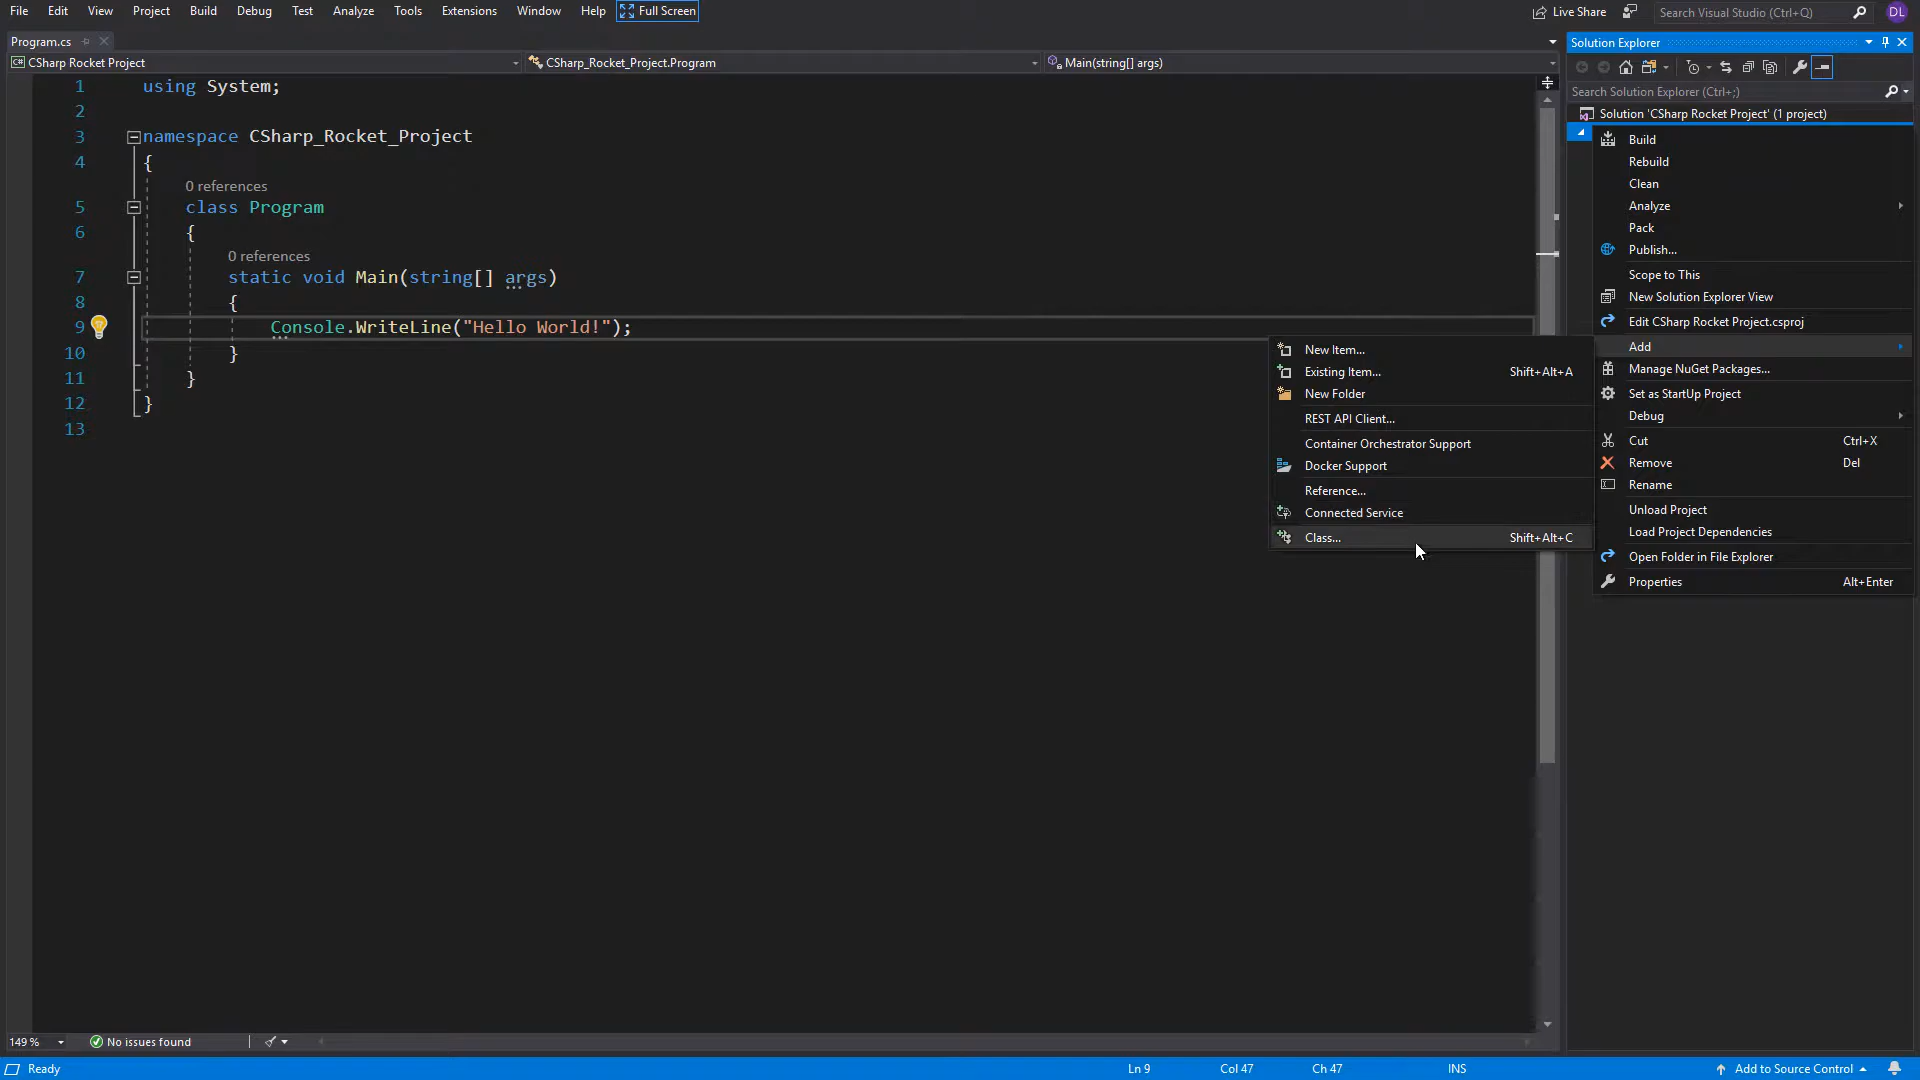 File Edit View Project Build Debug Test Analyze Tools Extensions Window Help Full Screen Live Share Search Visual Studio (Ctrl+Q) DL
Program.cs
CSharp Rocket Project CSharp_Rocket_Project.Program Main(string[] args)
1 using System;
2
3 namespace CSharp_Rocket_Project
4 {
0 references
5 class Program
6 {
0 references
7 static void Main(string[] args)
8 {
9 Console.WriteLine("Hello World!");
10 }
11 }
12 }
13
New Item...
Existing Item... Shift+Alt+A
New Folder
REST API Client...
Container Orchestrator Support
Docker Support
Reference...
Connected Service
Class... Shift+Alt+C
Solution Explorer
Search Solution Explorer (Ctrl+;)
Solution 'CSharp Rocket Project' (1 project)
Build
Rebuild
Clean
Analyze
Pack
Publish...
Scope to This
New Solution Explorer View
Edit CSharp Rocket Project.csproj
Add
Manage NuGet Packages...
Set as StartUp Project
Debug
Cut Ctrl+X
Remove Del
Rename
Unload Project
Load Project Dependencies
Open Folder in File Explorer
Properties Alt+Enter
149 % No issues found
Ready Ln 9 Col 47 Ch 47 INS Add to Source Control